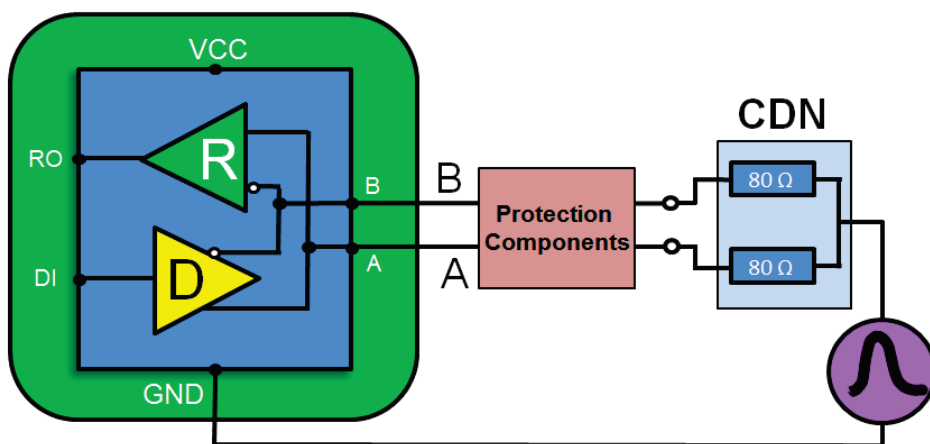 VCC
CDN
RO
R
B
B
80 Ω
Protection
Components
A
A
80 Ω
DI
D
GND